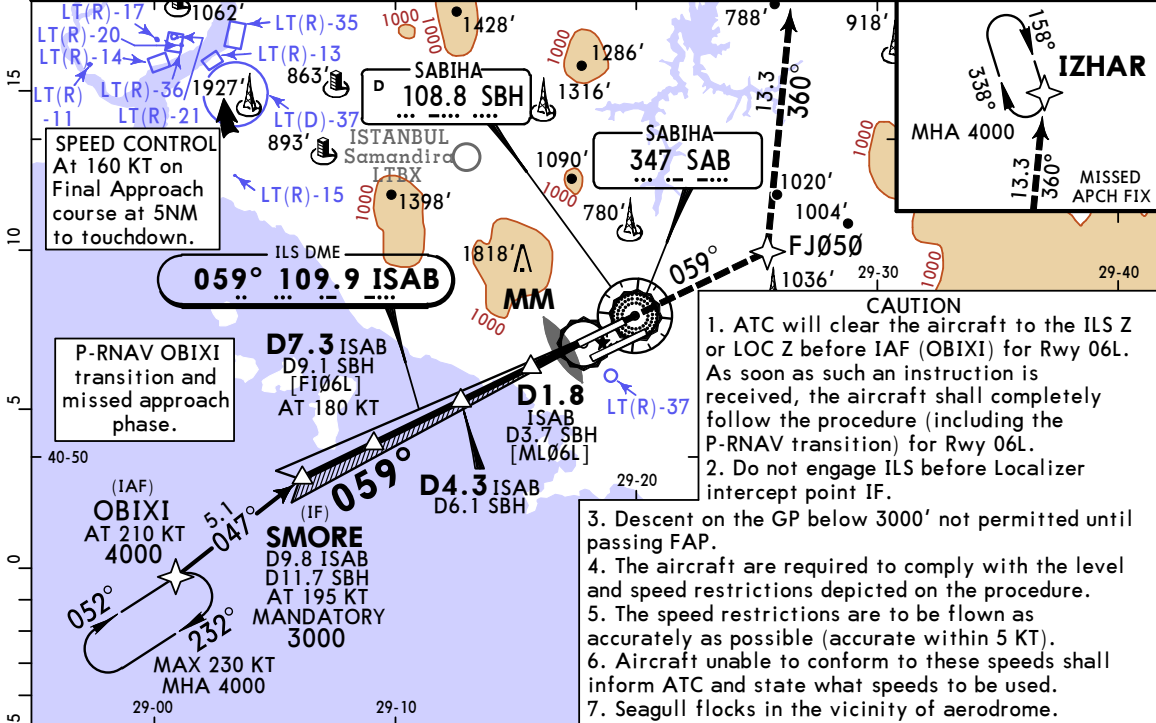 LT(R)-17
LT(R)-20
LT(R)-14
LT(R)
-11
LT(R)-36
LT(R)-21
1062'
LT(R)-35
LT(R)-13
1927'
863'
LT(D)-37
893'
LT(R)-15
1000
1428'
1000
1000
1286'
1316'
788'
918'
13.3
360°
158°
338°
IZHAR
MHA 4000
13.3
360°
MISSED
APCH FIX
SABIHA
D 108.8 SBH
SABIHA
347 SAB
ISTANBUL
Samandira
LTBX
SPEED CONTROL
At 160 KT on
Final Approach
course at 5NM
to touchdown.
1000
1398'
1090'
1000
780'
1020'
1004'
1000
1000
ILS DME
059° 109.9 ISAB
1818'
1000
MM
059°
FJØ5Ø
1036'
29-30
29-40
15
10
5
0
5
P-RNAV OBIXI
transition and
missed approach
phase.
D7.3 ISAB
D9.1 SBH
[FIØ6L]
AT 180 KT
D1.8
ISAB
D3.7 SBH
[MLØ6L]
LT(R)-37
40-50
29-20
D4.3 ISAB
D6.1 SBH
059°
(IAF)
OBIXI
AT 210 KT
4000
5.1
047°
(IF)
SMORE
D9.8 ISAB
D11.7 SBH
AT 195 KT
MANDATORY
3000
052°
232°
MAX 230 KT
MHA 4000
29-00
29-10
CAUTION
1. ATC will clear the aircraft to the ILS Z
or LOC Z before IAF (OBIXI) for Rwy 06L.
As soon as such an instruction is
received, the aircraft shall completely
follow the procedure (including the
P-RNAV transition) for Rwy 06L.
2. Do not engage ILS before Localizer
intercept point IF.
3. Descent on the GP below 3000' not permitted until
passing FAP.
4. The aircraft are required to comply with the level
and speed restrictions depicted on the procedure.
5. The speed restrictions are to be flown as
accurately as possible (accurate within 5 KT).
6. Aircraft unable to conform to these speeds shall
inform ATC and state what speeds to be used.
7. Seagull flocks in the vicinity of aerodrome.